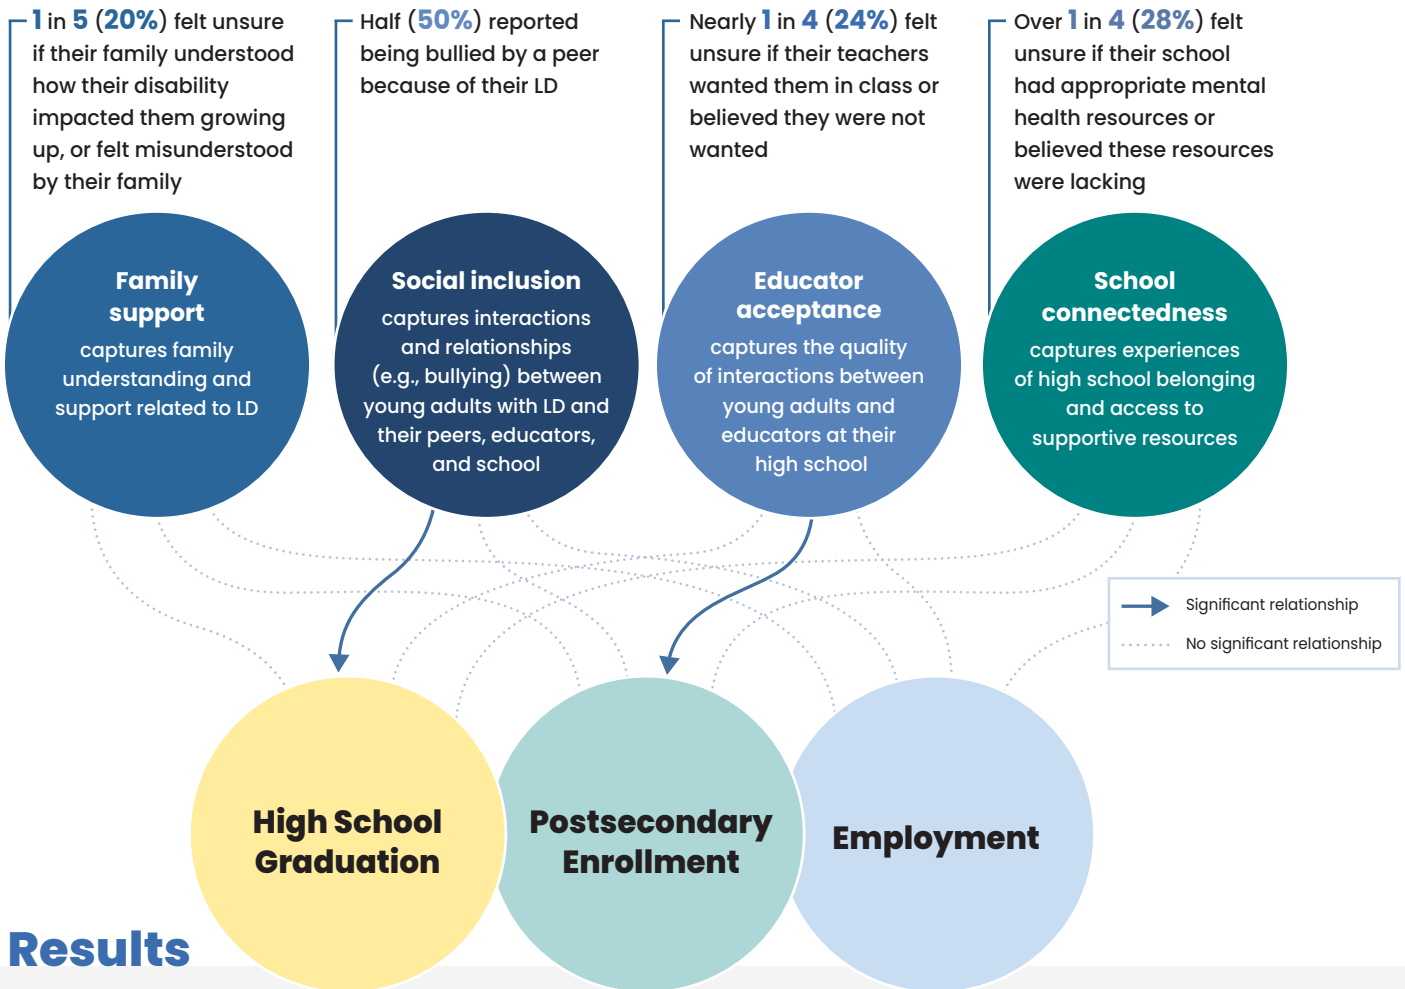 1 in 5 (20%) felt unsure
if their family understood
how their disability
impacted them growing
up, or felt misunderstood
by their family
Half (50%) reported
being bullied by a peer
because of their LD
Nearly 1 in 4 (24%) felt
unsure if their teachers
wanted them in class or
believed they were not
wanted
Over 1 in 4 (28%) felt
unsure if their school
had appropriate mental
health resources or
believed these resources
were lacking
Family
support
captures family
understanding and
support related to LD
Social inclusion
captures interactions
and relationships
(e.g., bullying) between
young adults with LD and
their peers, educators,
and school
Educator
acceptance
captures the quality
of interactions between
young adults and
educators at their
high school
School
connectedness
captures experiences
of high school belonging
and access to
supportive resources
Significant relationship
No significant relationship
High School
Graduation
Postsecondary
Enrollment
Employment
Results